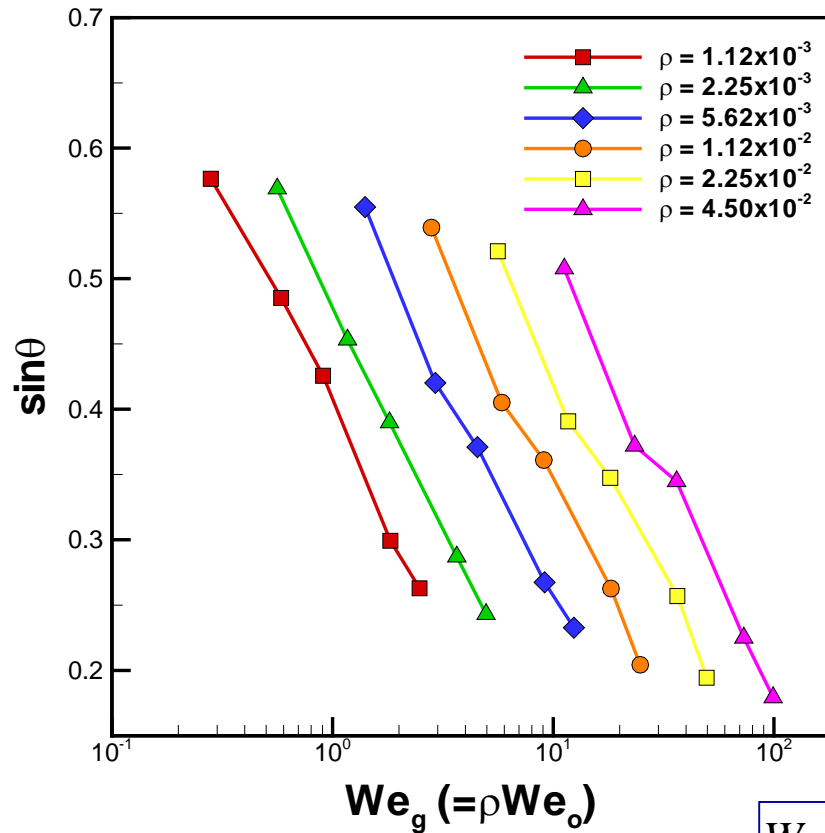 0.7
0.6
0.5
0.4
0.3
0.2
sinθ
ρ = 1.12x10⁻³
ρ = 2.25x10⁻³
ρ = 5.62x10⁻³
ρ = 1.12x10⁻²
ρ = 2.25x10⁻²
ρ = 4.50x10⁻²
10⁻¹ 10⁰ 10¹ 10²
We_g (=ρWe_o)